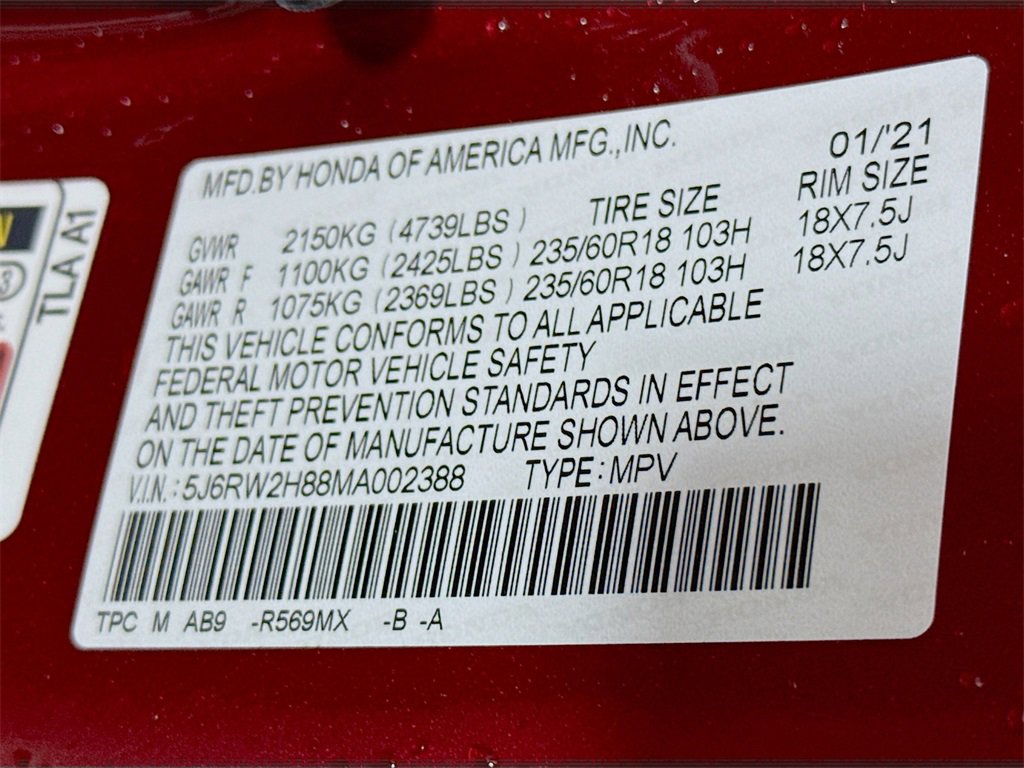 MFD.BY HONDA OF AMERICA MFG.,INC. 01/'21
TIRE SIZE RIM SIZE
GVWR 2150KG (4739LBS)
GAWR F 1100KG (2425LBS) 235/60R18 103H 18X7.5J
GAWR R 1075KG (2369LBS) 235/60R18 103H 18X7.5J
THIS VEHICLE CONFORMS TO ALL APPLICABLE
FEDERAL MOTOR VEHICLE SAFETY
AND THEFT PREVENTION STANDARDS IN EFFECT
ON THE DATE OF MANUFACTURE SHOWN ABOVE.
V.I.N.: 5J6RW2H88MA002388 TYPE: MPV
TPC M AB9 -R569MX -B -A
TLA A1